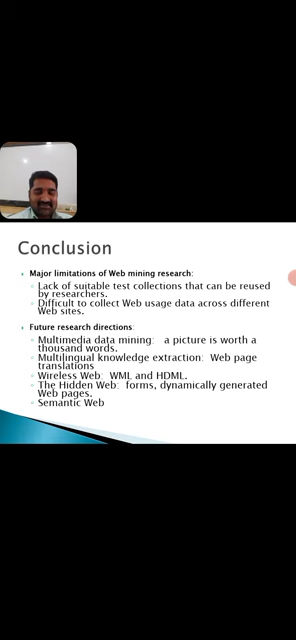 Conclusion
Major limitations of Web mining research:
Lack of suitable test collections that can be reused
by researchers.
Difficult to collect Web usage data across different
Web sites.
Future research directions:
Multimedia data mining: a picture is worth a
thousand words.
Multilingual knowledge extraction: Web page
translations
Wireless Web: WML and HDML.
The Hidden Web: forms, dynamically generated
Web pages.
Semantic Web